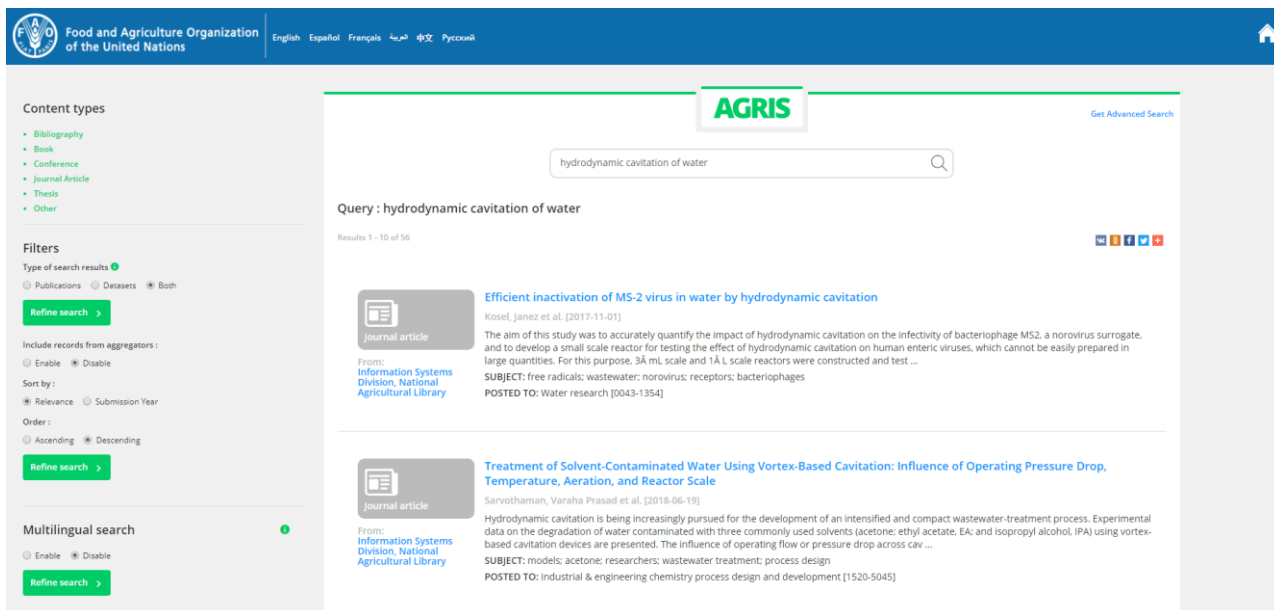 Food and Agriculture Organization
of the United Nations
English Español Français العربية 中文 Русский
Content types
Bibliography
Book
Conference
Journal Article
Thesis
Other
Filters
Type of search results
Publications Datasets Both
Refine search >
Include records from aggregators :
Enable Disable
Sort by :
Relevance Submission Year
Order :
Ascending Descending
Refine search >
Multilingual search
Enable Disable
Refine search >
AGRIS
Get Advanced Search
hydrodynamic cavitation of water
Query : hydrodynamic cavitation of water
Results 1 - 10 of 56
Journal article
From:
Information Systems
Division, National
Agricultural Library
Efficient inactivation of MS-2 virus in water by hydrodynamic cavitation
Kosel, Janez et al. [2017-11-01]
The aim of this study was to accurately quantify the impact of hydrodynamic cavitation on the infectivity of bacteriophage MS2, a norovirus surrogate,
and to develop a small scale reactor for testing the effect of hydrodynamic cavitation on human enteric viruses, which cannot be easily prepared in
large quantities. For this purpose, 3Â mL scale and 1Â L scale reactors were constructed and test ...
SUBJECT: free radicals; wastewater; norovirus; receptors; bacteriophages
POSTED TO: Water research [0043-1354]
Journal article
From:
Information Systems
Division, National
Agricultural Library
Treatment of Solvent-Contaminated Water Using Vortex-Based Cavitation: Influence of Operating Pressure Drop,
Temperature, Aeration, and Reactor Scale
Sarvothaman, Varaha Prasad et al. [2018-06-19]
Hydrodynamic cavitation is being increasingly pursued for the development of an intensified and compact wastewater-treatment process. Experimental
data on the degradation of water contaminated with three commonly used solvents (acetone; ethyl acetate, EA; and isopropyl alcohol, IPA) using vortex-
based cavitation devices are presented. The influence of operating flow or pressure drop across cav ...
SUBJECT: models; acetone; researchers; wastewater treatment; process design
POSTED TO: Industrial & engineering chemistry process design and development [1520-5045]